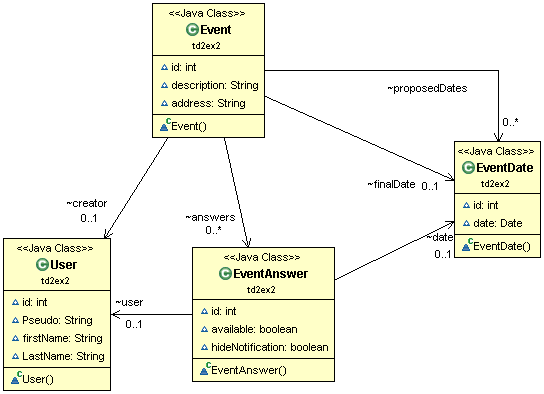 <<Java Class>>
Event
td2ex2
id: int
description: String
address: String
Event()
~proposedDates
0..*
<<Java Class>>
EventDate
td2ex2
id: int
date: Date
EventDate()
~finalDate
0..1
~creator
0..1
~answers
0..*
~date
0..1
<<Java Class>>
User
td2ex2
id: int
Pseudo: String
firstName: String
LastName: String
User()
~user
0..1
<<Java Class>>
EventAnswer
td2ex2
id: int
available: boolean
hideNotification: boolean
EventAnswer()